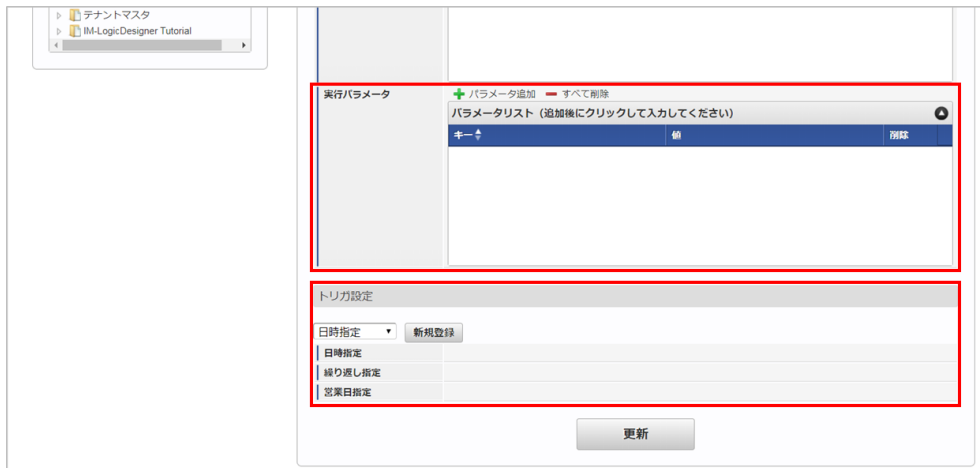 テナントマスタ
IM-LogicDesigner Tutorial
実行パラメータ
パラメータ追加 すべて削除
パラメータリスト（追加後にクリックして入力してください）
キー 値 削除
トリガ設定
日時指定 新規登録
日時指定
繰り返し指定
営業日指定
更新